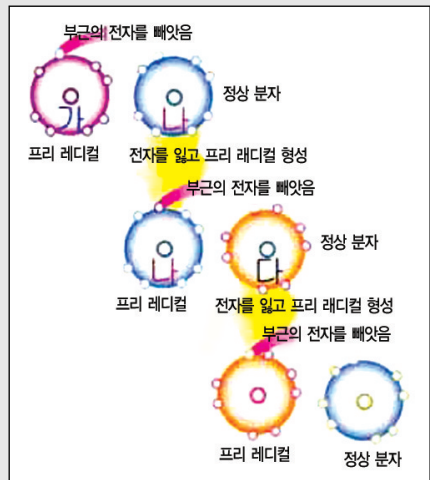 부근의 전자를 빼앗음
가
나
정상 분자
프리 레디컬
전자를 잃고 프리 래디컬 형성
부근의 전자를 빼앗음
나
다
정상 분자
프리 레디컬
전자를 잃고 프리 래디컬 형성
부근의 전자를 빼앗음
프리 레디컬
정상 분자